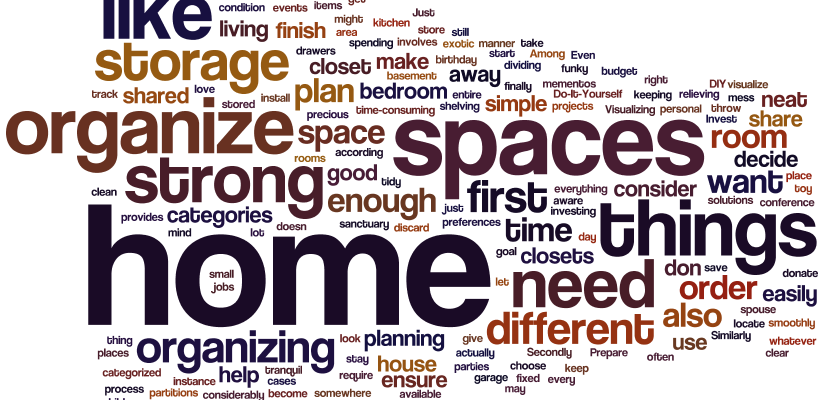 like condition events items
Just
living finish area might kitchen store still
spending involves exotic manner take
storage drawers closet make birthday start Among Even
basement away dividing funky budget
track shared love plan bedroom entire finally mementos right DIY visualize
stored install Do-It-Yourself keeping relieving mess neat
organize precious time-consuming shelving simple projects Visualizing personal throw
space spaces Invest share
according room
rooms decide
strong good tidy want place
clean enough first everything consider toy
just aware solutions conference
provides categories investing things
mind lot doesn sanctuary discard preferences time day
home goal closets
small don save donate
jobs let need order easily
different also spouse
thing organizing look planning give locate smoothly
places actually Secondly Prepare use Similarly whatever
stay house often clear
categorized tranquil parties choose keep
instance help cases require ensure garage fixed every
process partitions considerably become somewhere available may